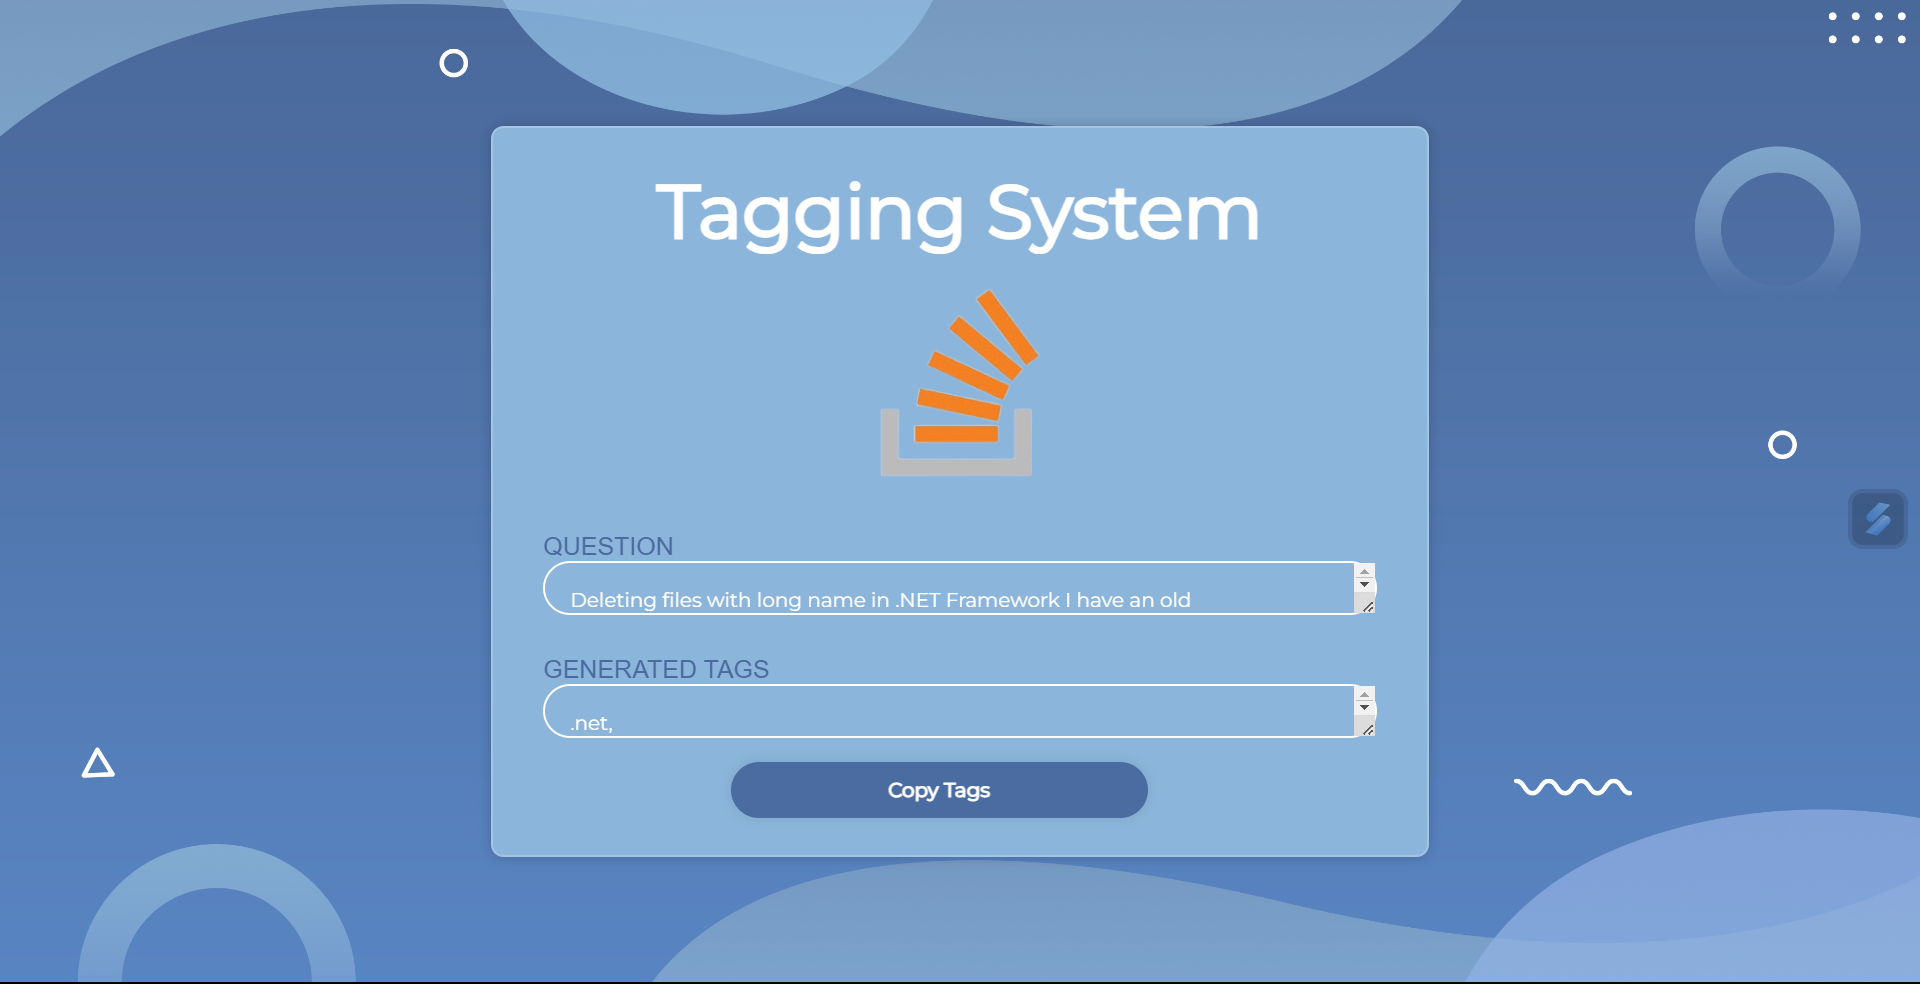 Tagging System
QUESTION
Deleting files with long name in .NET Framework I have an old
GENERATED TAGS
.net,
Copy Tags